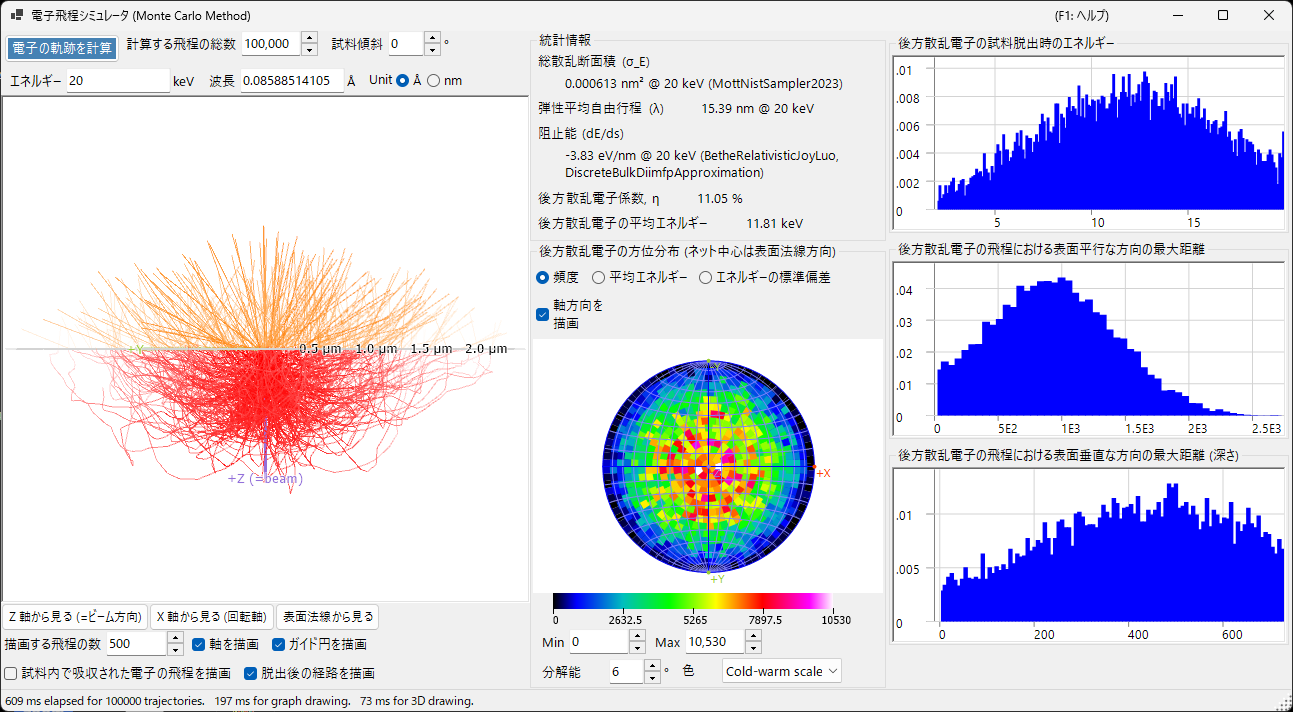 電子飛程シミュレータ (Monte Carlo Method)
(F1: ヘルプ)
電子の軌跡を計算
計算する飛程の総数 100,000
試料傾斜 0 °
エネルギー 20 keV
波長 0.08588514105 Å
Unit Å nm
+Y
0.5 μm 1.0 μm 1.5 μm 2.0 μm
+Z (=beam)
Z 軸から見る (=ビーム方向)
X 軸から見る (回転軸)
表面法線から見る
描画する飛程の数 500
軸を描画
ガイド円を描画
試料内で吸収された電子の飛程を描画
脱出後の経路を描画
統計情報
総散乱断面積 (σ_E)
0.000613 nm² @ 20 keV (MottNistSampler2023)
弾性平均自由行程 (λ) 15.39 nm @ 20 keV
阻止能 (dE/ds)
-3.83 eV/nm @ 20 keV (BetheRelativisticJoyLuo,
DiscreteBulkDiimfpApproximation)
後方散乱電子係数, η 11.05 %
後方散乱電子の平均エネルギー 11.81 keV
後方散乱電子の方位分布 (ネット中心は表面法線方向)
頻度
平均エネルギー
エネルギーの標準偏差
軸方向を
描画
+X
+Y
0 2632.5 5265 7897.5 10530
Min 0 Max 10,530
分解能 6 ° 色 Cold-warm scale
後方散乱電子の試料脱出時のエネルギー
.01
.008
.006
.004
.002
0
5 10 15
後方散乱電子の飛程における表面平行な方向の最大距離
.04
.03
.02
.01
0
0 5E2 1E3 1.5E3 2E3 2.5E3
後方散乱電子の飛程における表面垂直な方向の最大距離 (深さ)
.01
.005
0
0 200 400 600
609 ms elapsed for 100000 trajectories. 197 ms for graph drawing. 73 ms for 3D drawing.